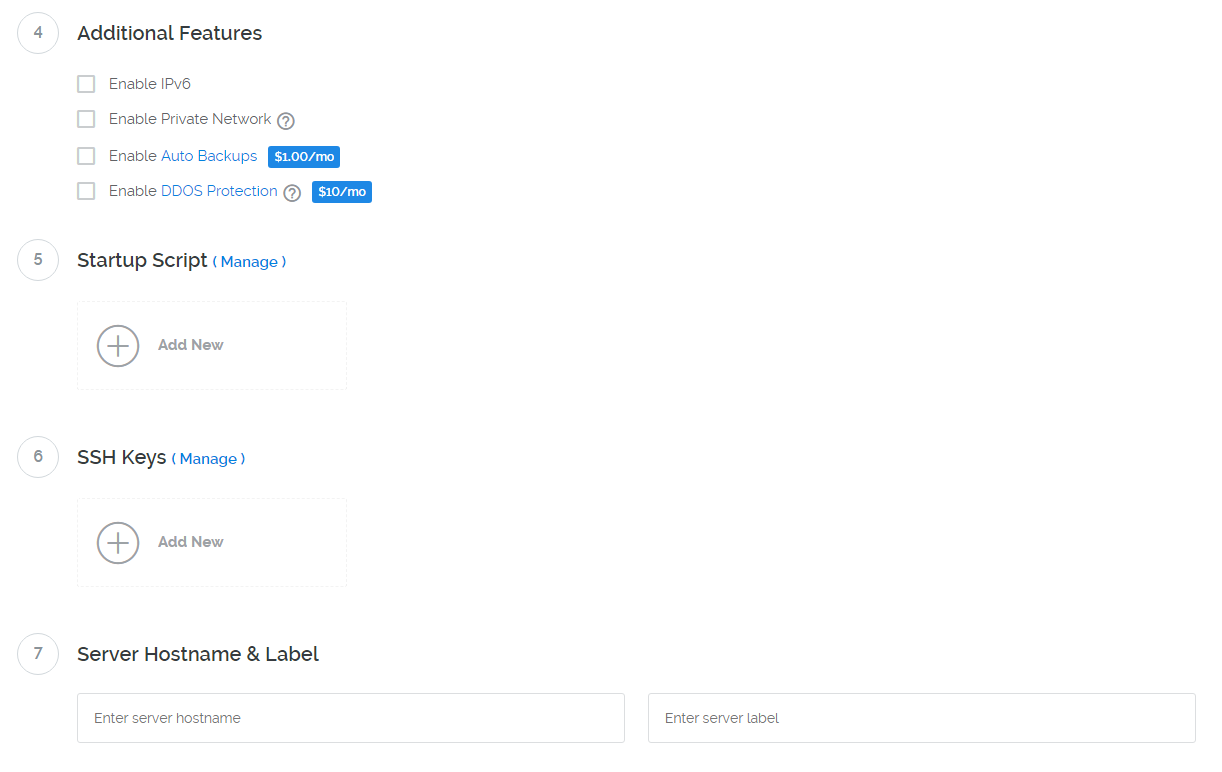 4 Additional Features
Enable IPv6
Enable Private Network ?
Enable Auto Backups $1.00/mo
Enable DDOS Protection ? $10/mo
5 Startup Script ( Manage )
Add New
6 SSH Keys ( Manage )
Add New
7 Server Hostname & Label
Enter server hostname Enter server label